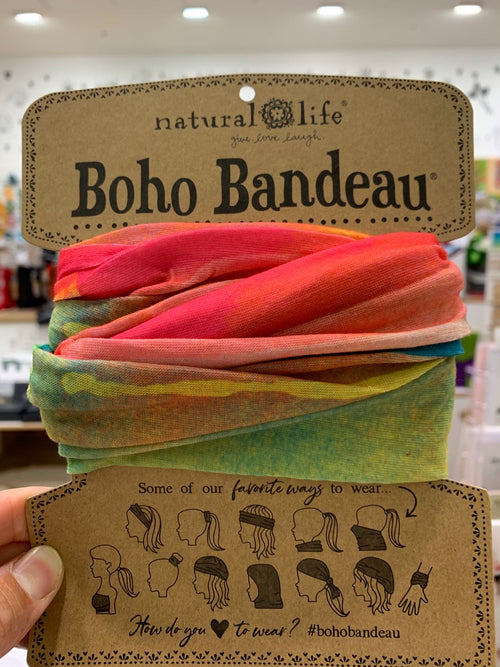 natural life®
give. love. laugh.
Boho Bandeau®
Some of our favorite ways to wear...
How do you to wear? #bohobandeau